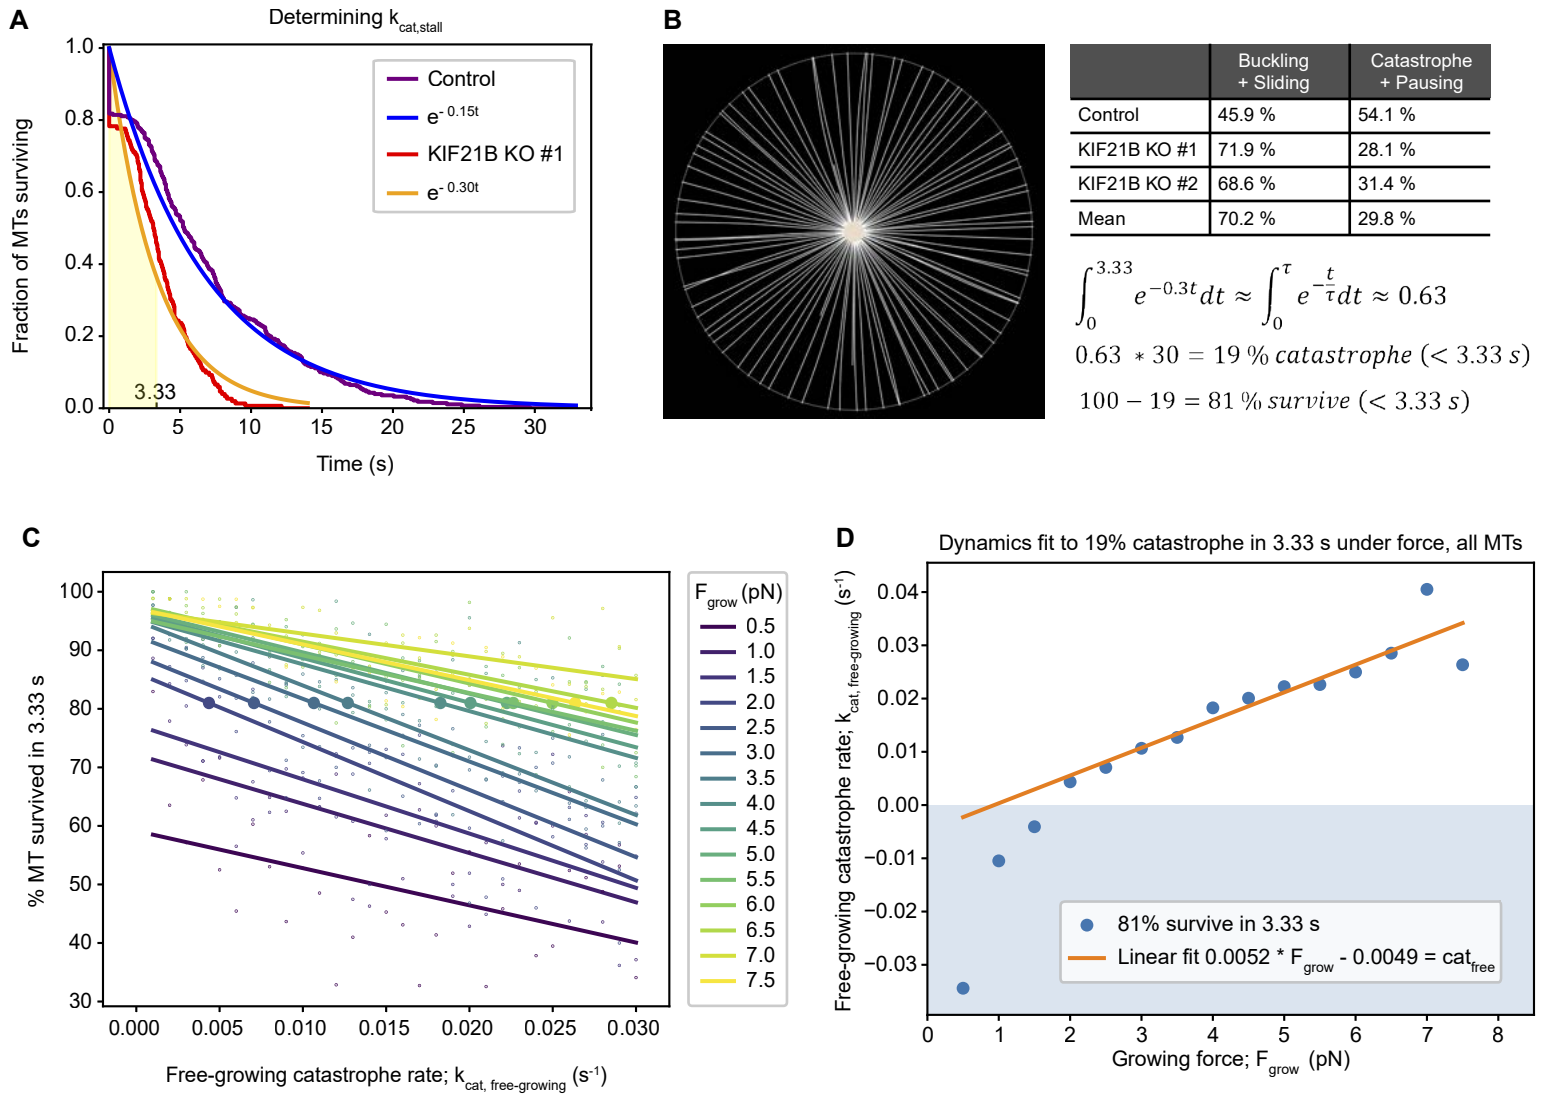 A
Determining k_cat,stall
Fraction of MTs surviving
1.0
0.8
0.6
0.4
0.2
0.0
Control
e^- 0.15t
KIF21B KO #1
e^- 0.30t
3.33
0 5 10 15 20 25 30
Time (s)
B
Buckling + Sliding
Catastrophe + Pausing
Control 45.9 % 54.1 %
KIF21B KO #1 71.9 % 28.1 %
KIF21B KO #2 68.6 % 31.4 %
Mean 70.2 % 29.8 %
∫_0^3.33 e^−0.3t dt ≈ ∫_0^τ e^−t/τ dt ≈ 0.63
0.63 * 30 = 19 % catastrophe (< 3.33 s)
100 − 19 = 81 % survive (< 3.33 s)
C
% MT survived in 3.33 s
100
90
80
70
60
50
40
30
0.000 0.005 0.010 0.015 0.020 0.025 0.030
Free-growing catastrophe rate; k_cat, free-growing (s^-1)
F_grow (pN)
0.5
1.0
1.5
2.0
2.5
3.0
3.5
4.0
4.5
5.0
5.5
6.0
6.5
7.0
7.5
D
Dynamics fit to 19% catastrophe in 3.33 s under force, all MTs
Free-growing catastrophe rate; k_cat, free-growing (s^-1)
0.04
0.03
0.02
0.01
0.00
−0.01
−0.02
−0.03
81% survive in 3.33 s
Linear fit 0.0052 * F_grow - 0.0049 = cat_free
0 1 2 3 4 5 6 7 8
Growing force; F_grow (pN)